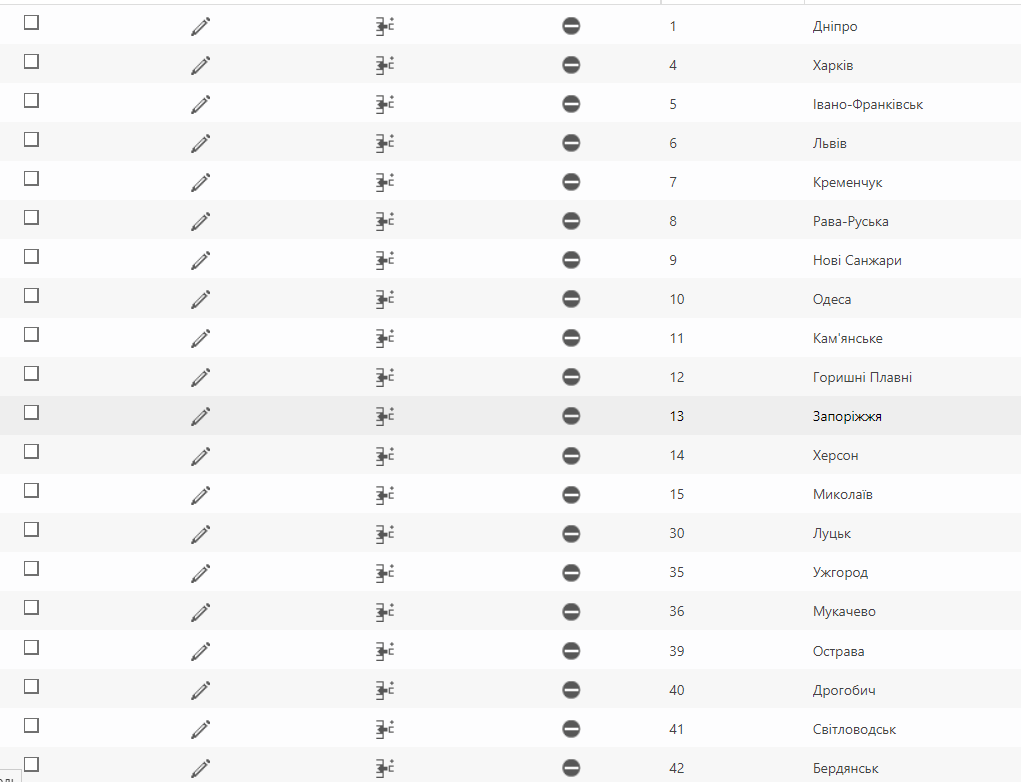 1 Дніпро
4 Харків
5 Івано-Франківськ
6 Львів
7 Кременчук
8 Рава-Руська
9 Нові Санжари
10 Одеса
11 Кам'янське
12 Горишні Плавні
13 Запоріжжя
14 Херсон
15 Миколаїв
30 Луцьк
35 Ужгород
36 Мукачево
39 Острава
40 Дрогобич
41 Світловодськ
42 Бердянськ